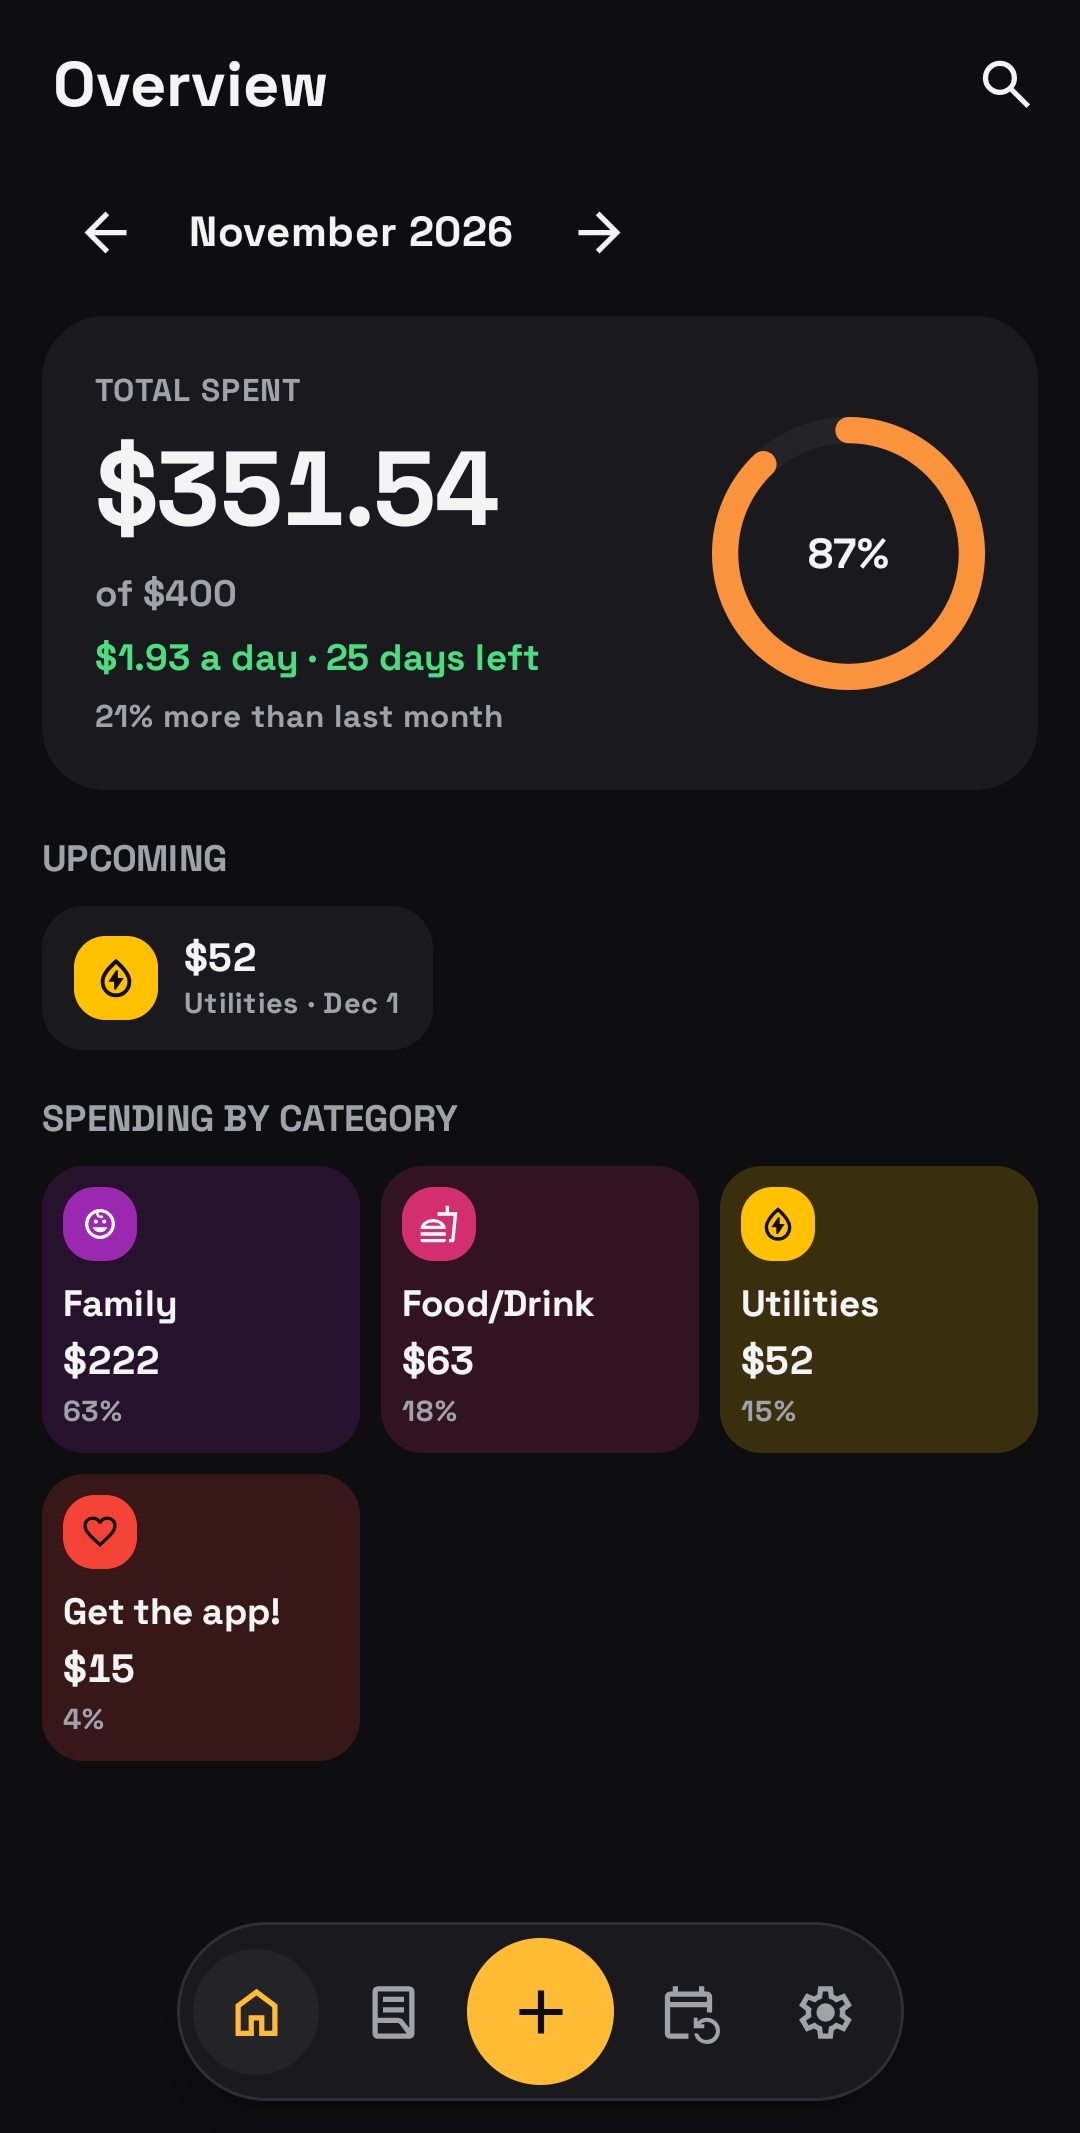 Overview
November 2026
TOTAL SPENT
$351.54
of $400
$1.93 a day · 25 days left
21% more than last month
87%
UPCOMING
$52
Utilities · Dec 1
SPENDING BY CATEGORY
Family
$222
63%
Food/Drink
$63
18%
Utilities
$52
15%
Get the app!
$15
4%